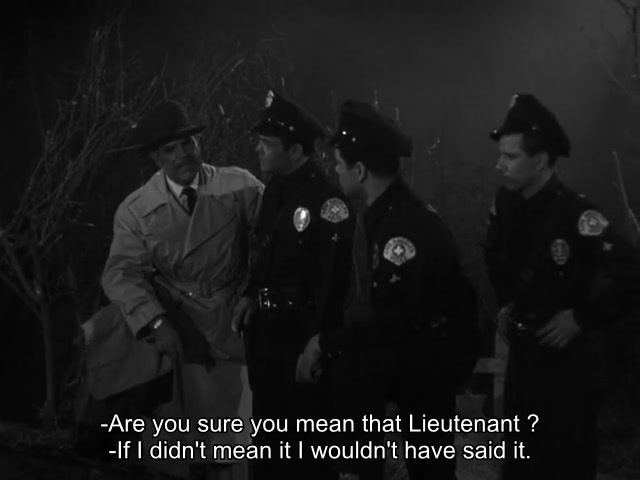 -Are you sure you mean that Lieutenant ?
-If I didn't mean it I wouldn't have said it.